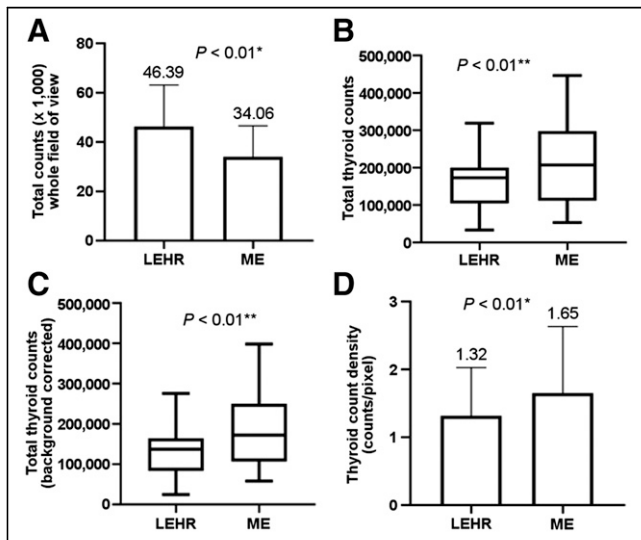 A
Total counts (x 1,000)
whole field of view
80
60
40
20
0
P < 0.01*
46.39
34.06
LEHR
ME
B
Total thyroid counts
500,000
400,000
300,000
200,000
100,000
0
P < 0.01**
LEHR
ME
C
Total thyroid counts
(background corrected)
500,000
400,000
300,000
200,000
100,000
0
P < 0.01**
LEHR
ME
D
Thyroid count density
(counts/pixel)
3
2
1
0
P < 0.01*
1.32
1.65
LEHR
ME